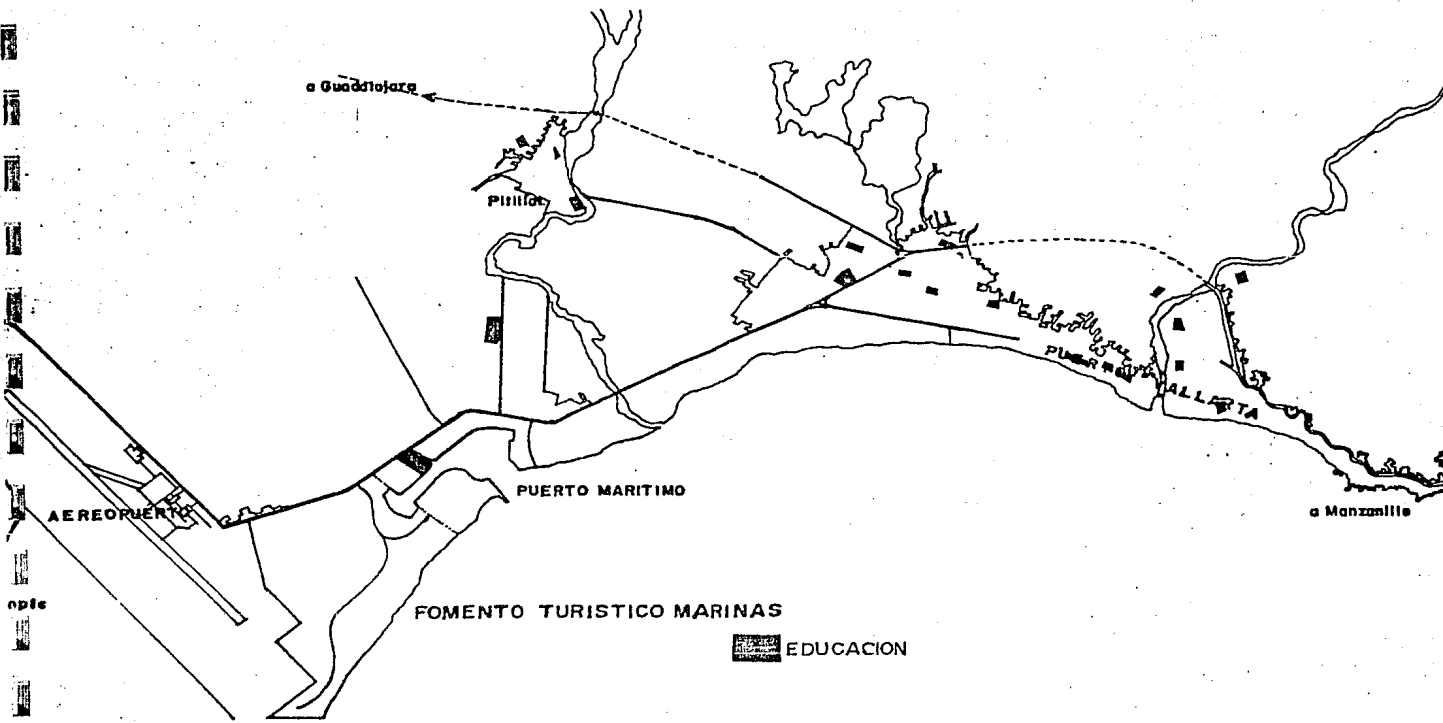 a Guadalajara
Pitillal
PUERTO VALLARTA
PUERTO MARITIMO
AEREOPUERTO
a Manzanillo
FOMENTO TURISTICO MARINAS
EDUCACION